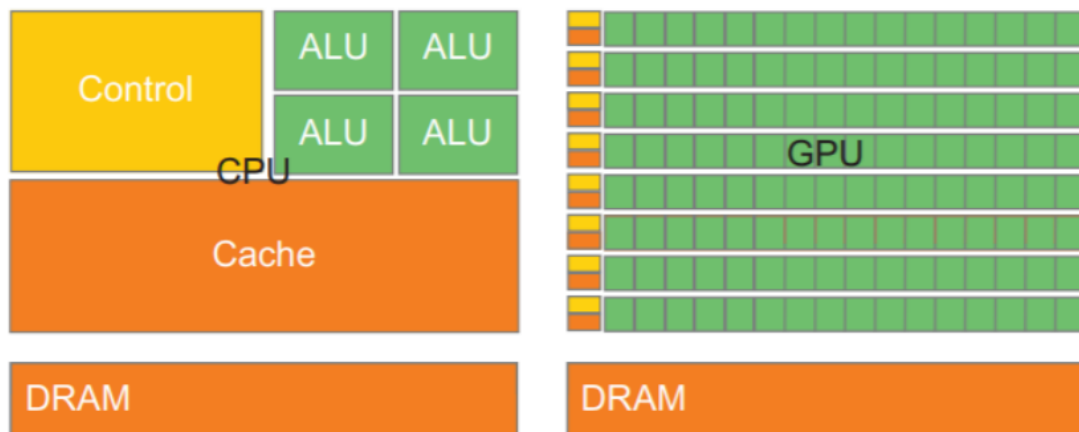 Control
ALU ALU
ALU ALU
CPU
Cache
DRAM
GPU
DRAM